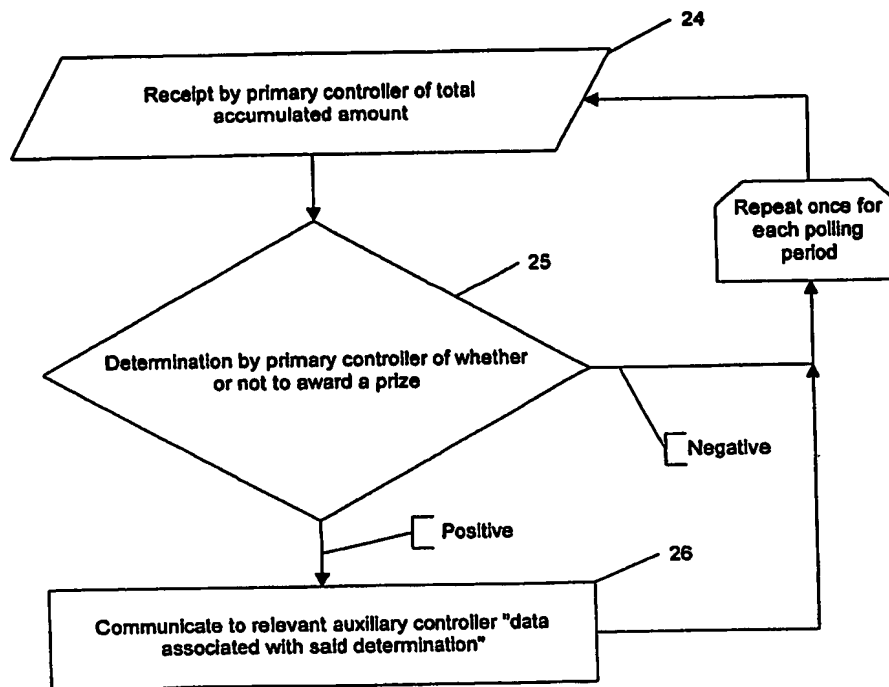 24
Receipt by primary controller of total
accumulated amount
Repeat once for
each polling
period
25
Determination by primary controller of whether
or not to award a prize
Negative
Positive
26
Communicate to relevant auxillary controller "data
associated with said determination"